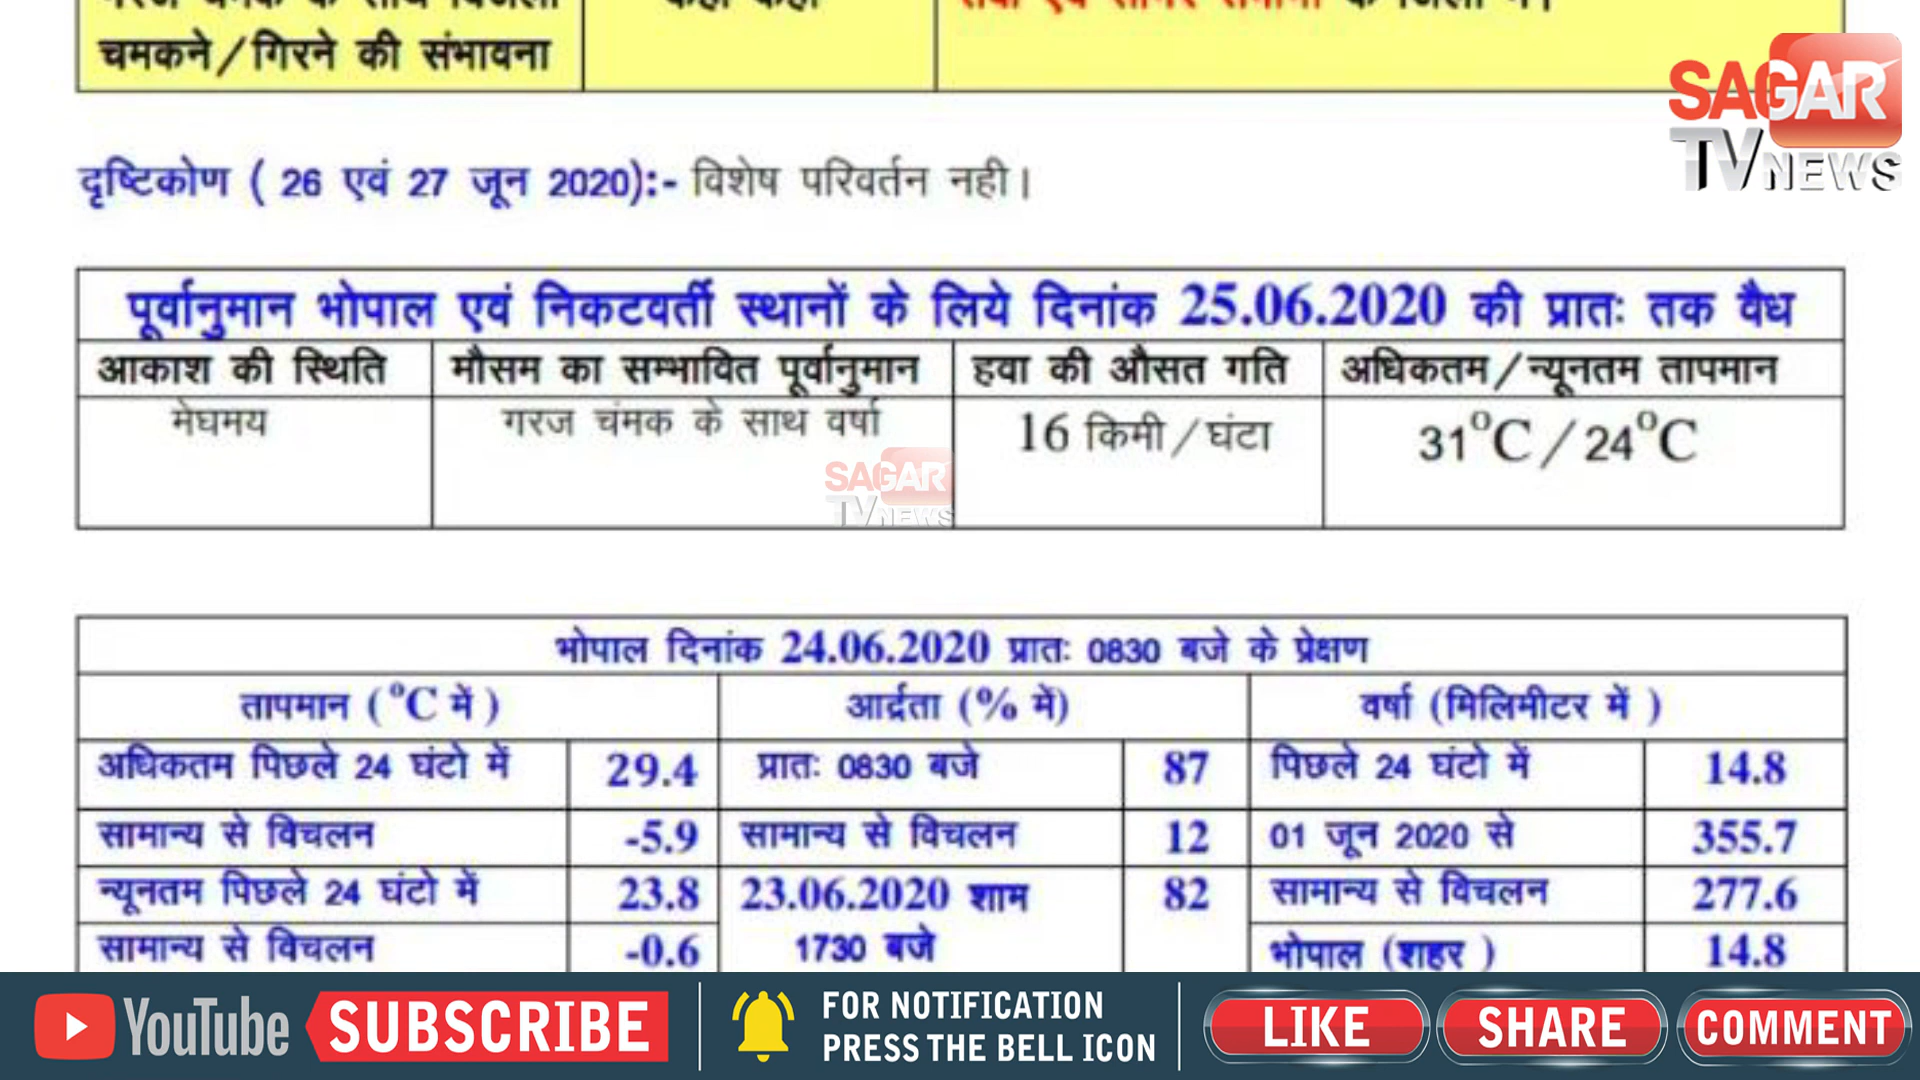 चमकने/गिरने की संभावना
SAGAR
TV NEWS
दृष्टिकोण ( 26 एवं 27 जून 2020):- विशेष परिवर्तन नही।
पूर्वानुमान भोपाल एवं निकटवर्ती स्थानों के लिये दिनांक 25.06.2020 की प्रातः तक वैध
आकाश की स्थिति मौसम का सम्भावित पूर्वानुमान हवा की औसत गति अधिकतम/न्यूनतम तापमान
मेघमय गरज चंमक के साथ वर्षा 16 किमी/घंटा 31°C/24°C
SAGAR
TV NEWS
भोपाल दिनांक 24.06.2020 प्रातः 0830 बजे के प्रेक्षण
तापमान (°C में) आर्द्रता (% में) वर्षा (मिलिमीटर में )
अधिकतम पिछले 24 घंटो में 29.4 प्रातः 0830 बजे 87 पिछले 24 घंटो में 14.8
सामान्य से विचलन -5.9 सामान्य से विचलन 12 01 जून 2020 से 355.7
न्यूनतम पिछले 24 घंटो में 23.8 23.06.2020 शाम 82 सामान्य से विचलन 277.6
सामान्य से विचलन -0.6 1730 बजे भोपाल (शहर ) 14.8
YouTube SUBSCRIBE FOR NOTIFICATION
PRESS THE BELL ICON LIKE SHARE COMMENT